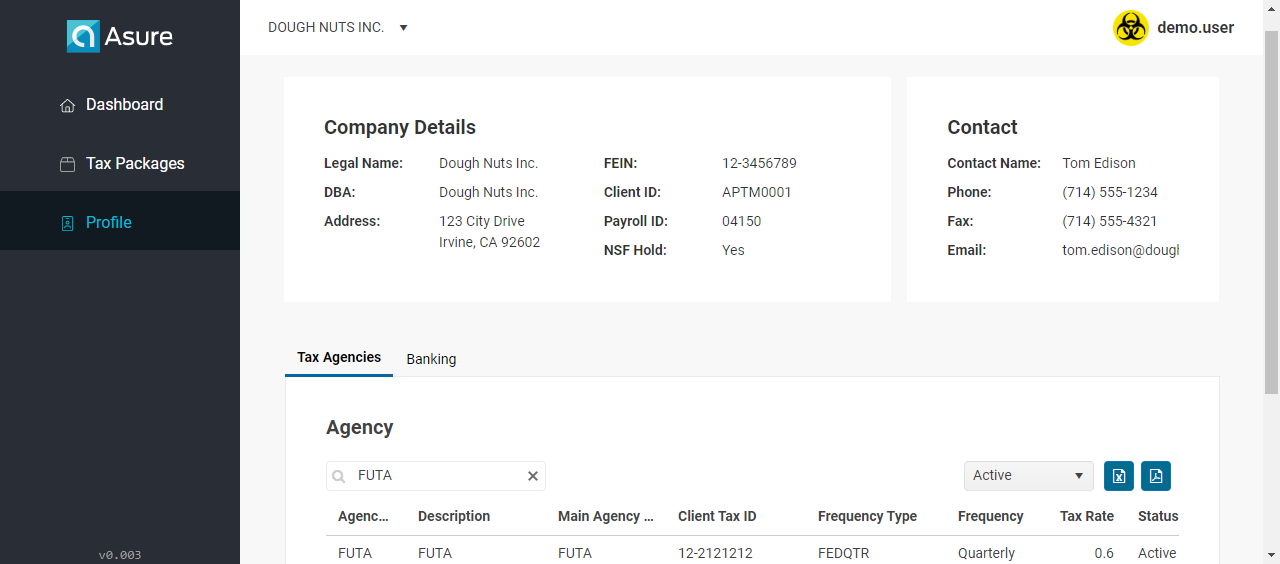 Asure
Dashboard
Tax Packages
Profile
v0.003
DOUGH NUTS INC.
demo.user
Company Details
Legal Name: Dough Nuts Inc. FEIN: 12-3456789
DBA: Dough Nuts Inc. Client ID: APTM0001
Address: 123 City Drive Payroll ID: 04150
Irvine, CA 92602
NSF Hold: Yes
Contact
Contact Name: Tom Edison
Phone: (714) 555-1234
Fax: (714) 555-4321
Email: tom.edison@dough
Tax Agencies Banking
Agency
FUTA Active
Agenc... Description Main Agency ... Client Tax ID Frequency Type Frequency Tax Rate Status
FUTA FUTA FUTA 12-2121212 FEDQTR Quarterly 0.6 Active